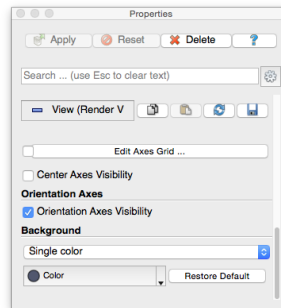 Properties
Apply Reset Delete ?
Search ... (use Esc to clear text)
View (Render V
Edit Axes Grid ...
Center Axes Visibility
Orientation Axes
Orientation Axes Visibility
Background
Single color
Color Restore Default